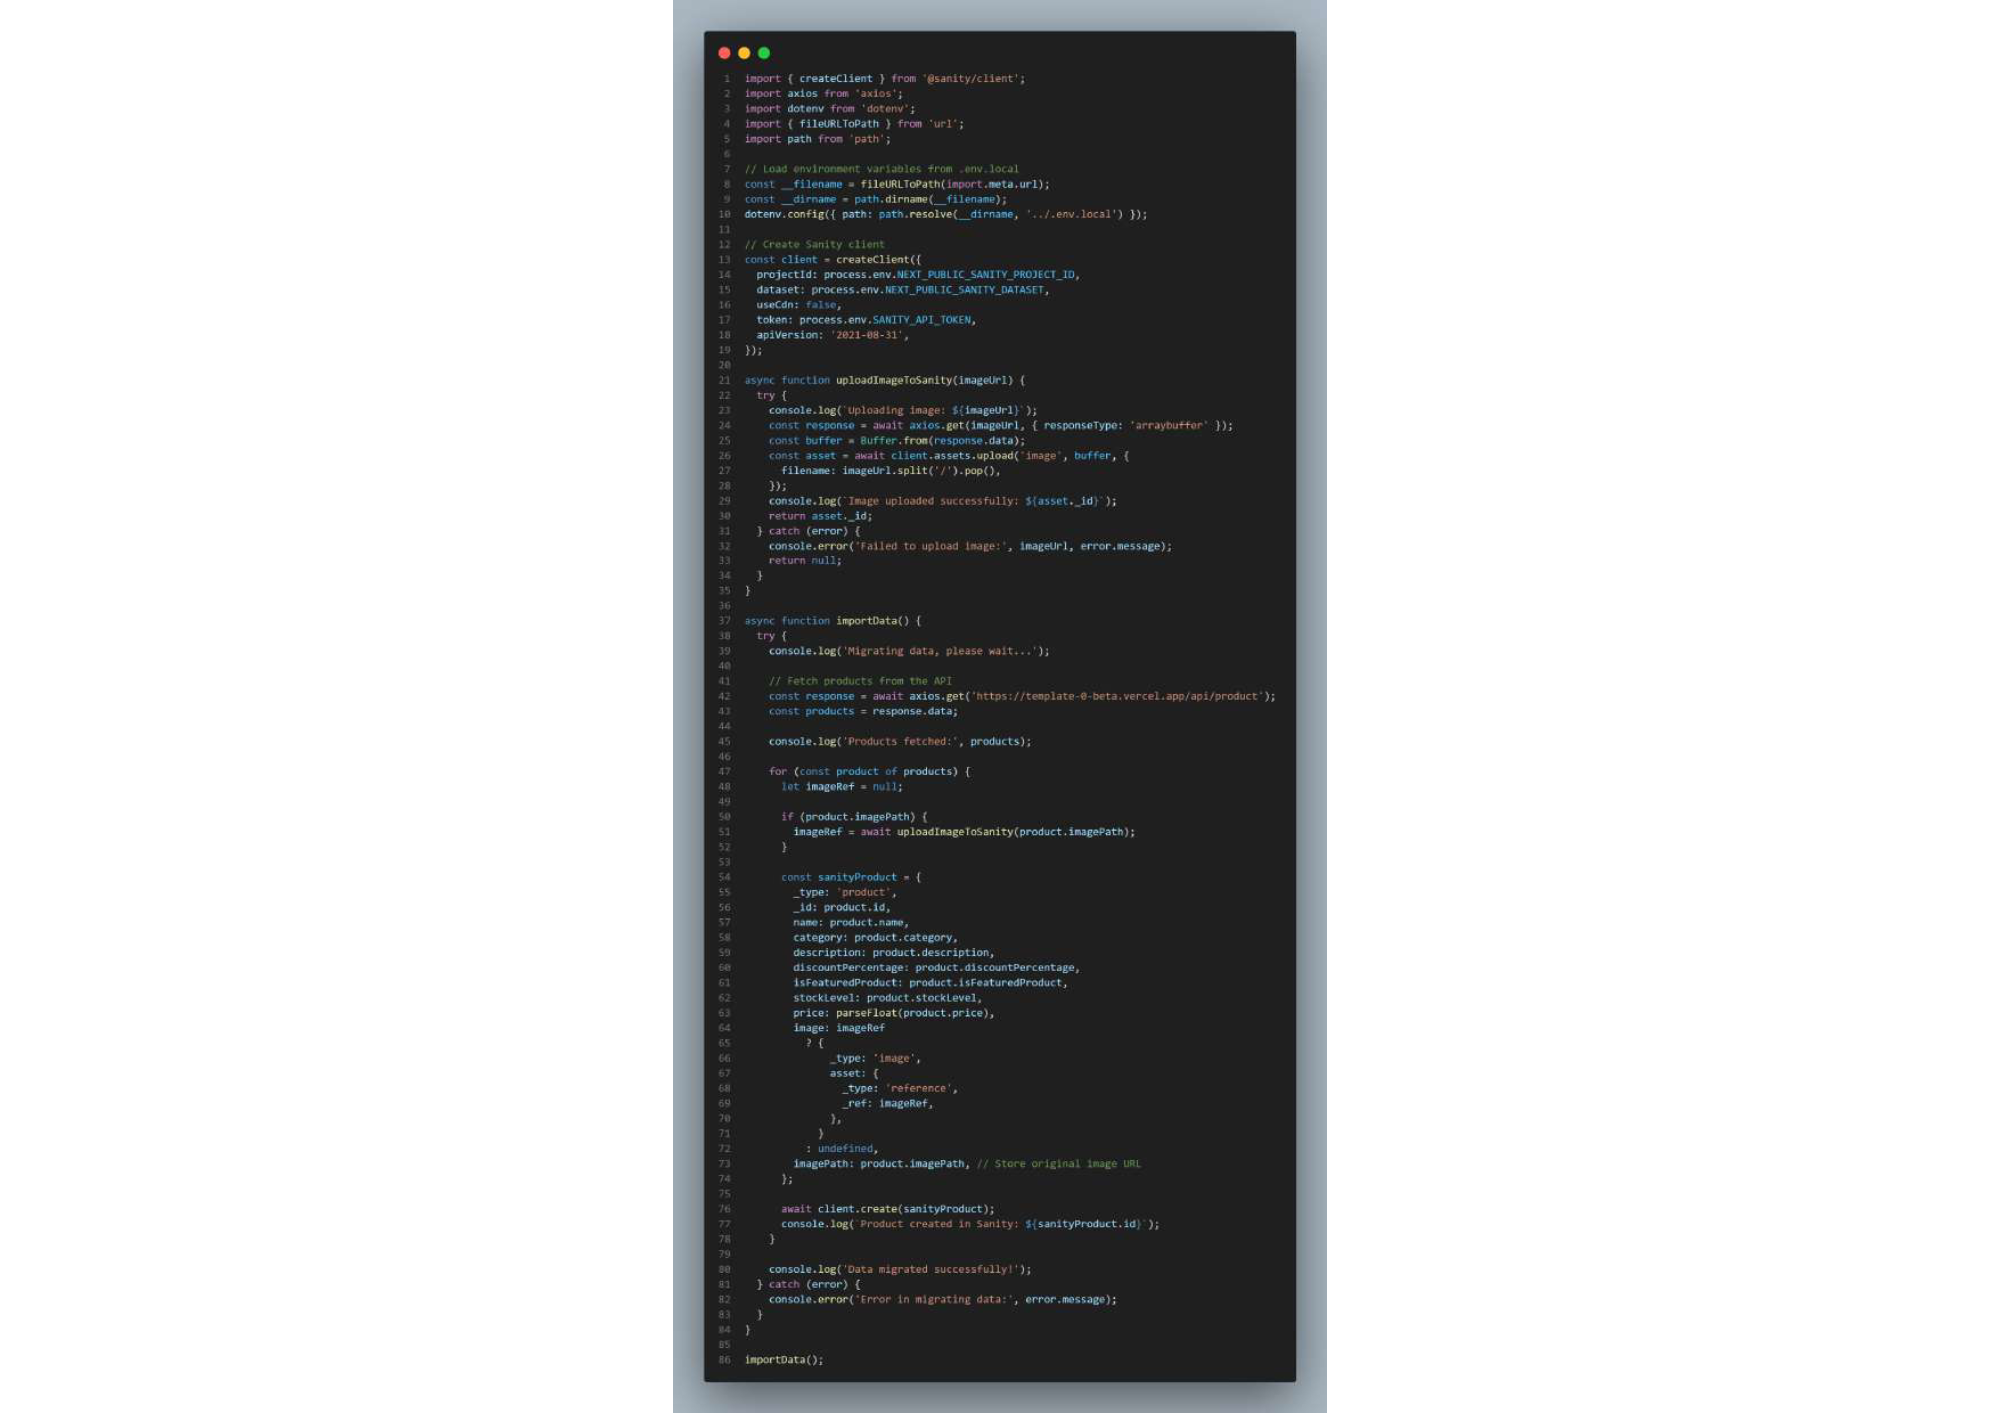 1 import { createClient } from '@sanity/client';
2 import axios from 'axios';
3 import dotenv from 'dotenv';
4 import { fileURLToPath } from 'url';
5 import path from 'path';
6
7 // Load environment variables from .env.local
8 const __filename = fileURLToPath(import.meta.url);
9 const __dirname = path.dirname(__filename);
10 dotenv.config({ path: path.resolve(__dirname, '../.env.local') });
11
12 // Create Sanity client
13 const client = createClient({
14 projectId: process.env.NEXT_PUBLIC_SANITY_PROJECT_ID,
15 dataset: process.env.NEXT_PUBLIC_SANITY_DATASET,
16 useCdn: false,
17 token: process.env.SANITY_API_TOKEN,
18 apiVersion: '2021-08-31',
19 });
20
21 async function uploadImageToSanity(imageUrl) {
22 try {
23 console.log(`Uploading image: ${imageUrl}`);
24 const response = await axios.get(imageUrl, { responseType: 'arraybuffer' });
25 const buffer = Buffer.from(response.data);
26 const asset = await client.assets.upload('image', buffer, {
27 filename: imageUrl.split('/').pop(),
28 });
29 console.log(`Image uploaded successfully: ${asset._id}`);
30 return asset._id;
31 } catch (error) {
32 console.error('Failed to upload image:', imageUrl, error.message);
33 return null;
34 }
35 }
36
37 async function importData() {
38 try {
39 console.log('Migrating data, please wait...');
40
41 // Fetch products from the API
42 const response = await axios.get('https://template-0-beta.vercel.app/api/product');
43 const products = response.data;
44
45 console.log('Products fetched:', products);
46
47 for (const product of products) {
48 let imageRef = null;
49
50 if (product.imagePath) {
51 imageRef = await uploadImageToSanity(product.imagePath);
52 }
53
54 const sanityProduct = {
55 _type: 'product',
56 _id: product.id,
57 name: product.name,
58 category: product.category,
59 description: product.description,
60 discountPercentage: product.discountPercentage,
61 isFeaturedProduct: product.isFeaturedProduct,
62 stockLevel: product.stockLevel,
63 price: parseFloat(product.price),
64 image: imageRef
65 ? {
66 _type: 'image',
67 asset: {
68 _type: 'reference',
69 _ref: imageRef,
70 },
71 }
72 : undefined,
73 imagePath: product.imagePath, // Store original image URL
74 };
75
76 await client.create(sanityProduct);
77 console.log(`Product created in Sanity: ${sanityProduct.id}`);
78 }
79
80 console.log('Data migrated successfully!');
81 } catch (error) {
82 console.error('Error in migrating data:', error.message);
83 }
84 }
85
86 importData();